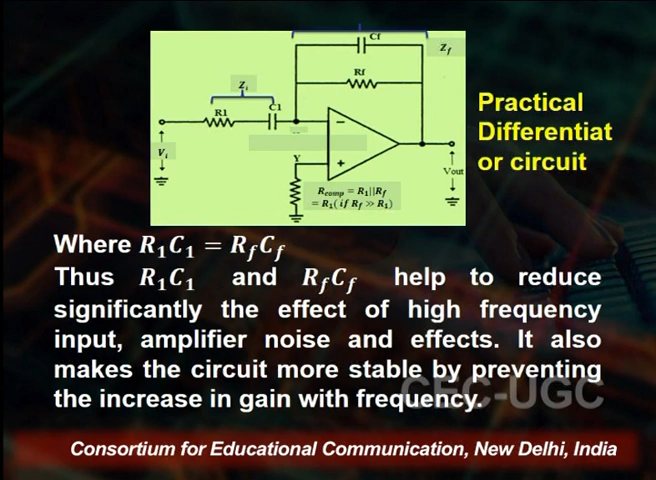 Cf
Zf
Rf
Zi
R1
C1
Vi
Y
Vout
Rcomp = R1||Rf
= R1( if Rf >> R1)
Practical
Differentiat
or circuit
Where R1C1 = RfCf
Thus R1C1 and RfCf help to reduce
significantly the effect of high frequency
input, amplifier noise and effects. It also
makes the circuit more stable by preventing
the increase in gain with frequency.
CEC-UGC
Consortium for Educational Communication, New Delhi, India